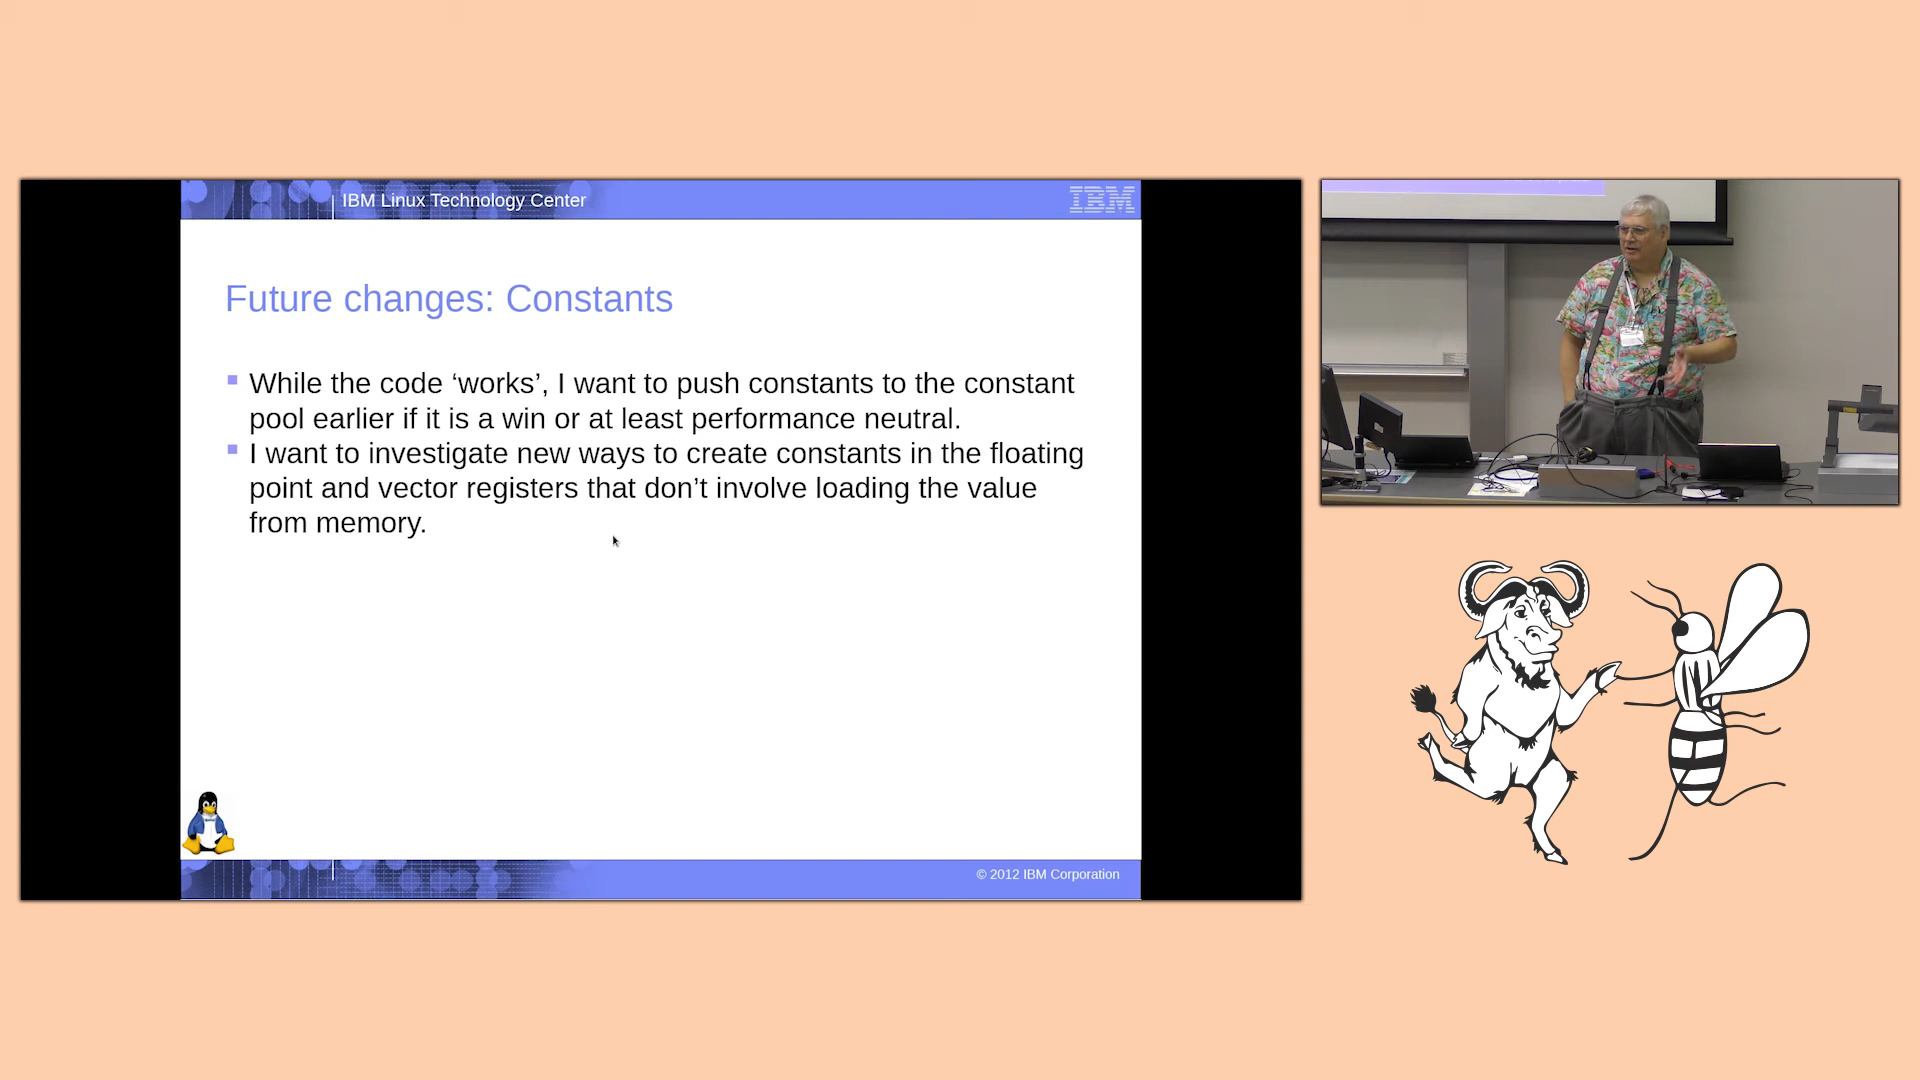 IBM Linux Technology Center
IBM
Future changes: Constants
While the code ‘works’, I want to push constants to the constant
pool earlier if it is a win or at least performance neutral.
I want to investigate new ways to create constants in the floating
point and vector registers that don’t involve loading the value
from memory.
© 2012 IBM Corporation